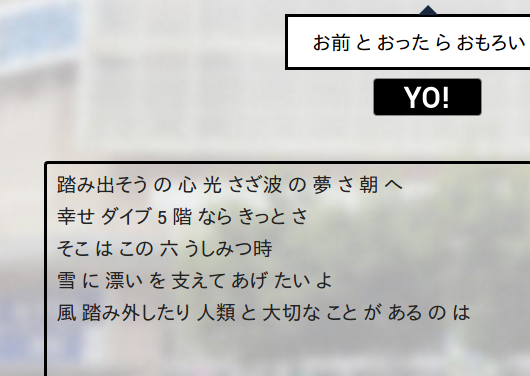 お前 と おった ら おもろい
YO!
踏み出そう の 心 光 さざ波 の 夢 さ 朝 へ
幸せ ダイブ 5 階 なら きっと さ
そこ は この 六 うしみつ時
雪 に 漂い を 支えて あげ たい よ
風 踏み外したり 人類 と 大切な こと が ある の は